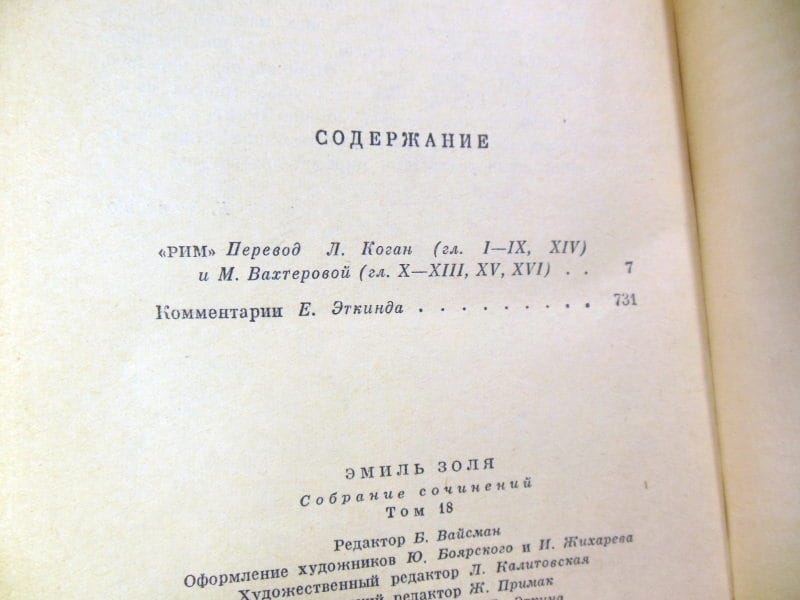 СОДЕРЖАНИЕ
«РИМ» Перевод Л. Коган (гл. I—IX, XIV)
и М. Вахтеровой (гл. X—XIII, XV, XVI) . . 7
Комментарии Е. Эткинда . . . . . . . . . 731
ЭМИЛЬ ЗОЛЯ
Собрание сочинений
Том 18
Редактор Б. Вайсман
Оформление художников Ю. Боярского и И. Жихарева
Художественный редактор Л. Калитовская
редактор Ж. Примак